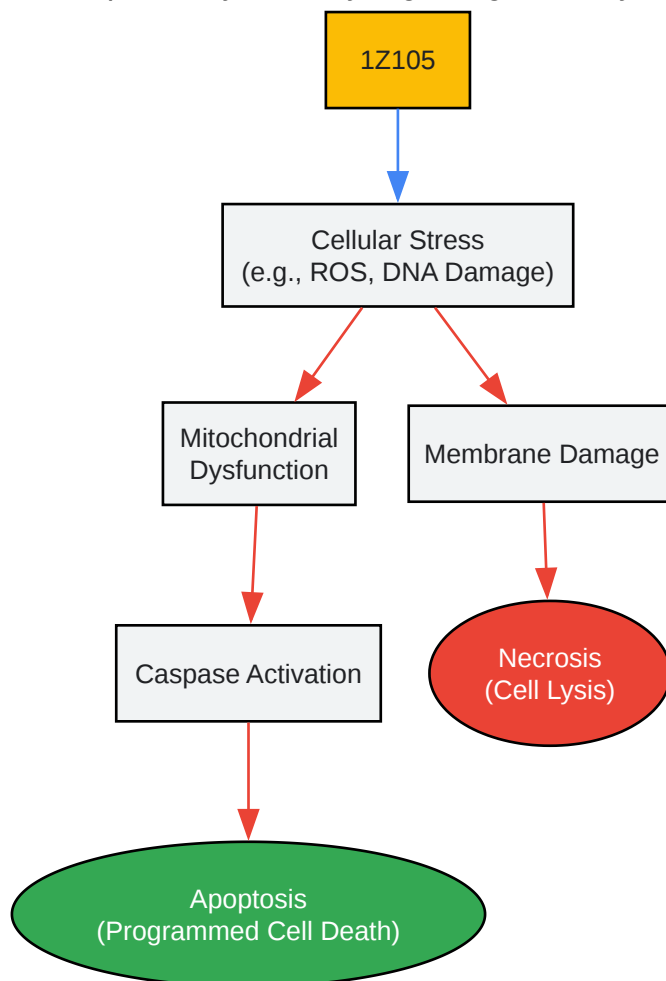 1Z105
Cellular Stress
(e.g., ROS, DNA Damage)
Mitochondrial
Dysfunction
Membrane Damage
Caspase Activation
Necrosis
(Cell Lysis)
Apoptosis
(Programmed Cell Death)